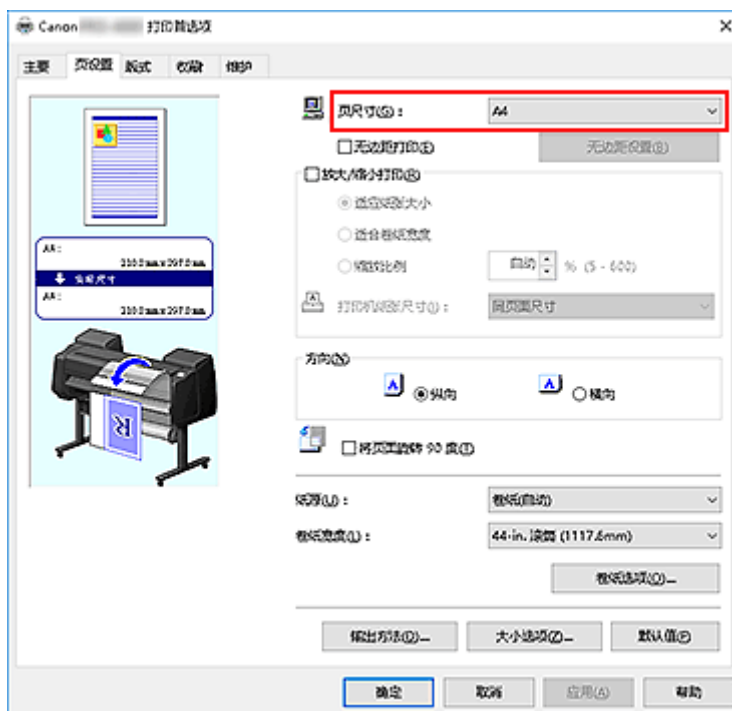 Canon 打印首选项
主要 页设置 版式 收藏 维护
页尺寸(G)： A4
无边距打印(E) 无边距设置(B)
放大/缩小打印(R)
适应纸张大小
适合卷纸宽度
缩放比例 自动 % (5 - 600)
打印机纸张尺寸(I)： 同页面尺寸
A4 :
210.0mm x 297.0mm
实际尺寸
A4 :
210.0mm x 297.0mm
方向(N)
A 纵向 A 横向
将页面旋转 90 度(T)
纸源(U)： 卷纸(自动)
卷纸宽度(L)： 44-in. 滚筒 (1117.6mm)
卷纸选项(O)...
输出方法(D)... 大小选项(Z)... 默认值(F)
确定 取消 应用(A) 帮助